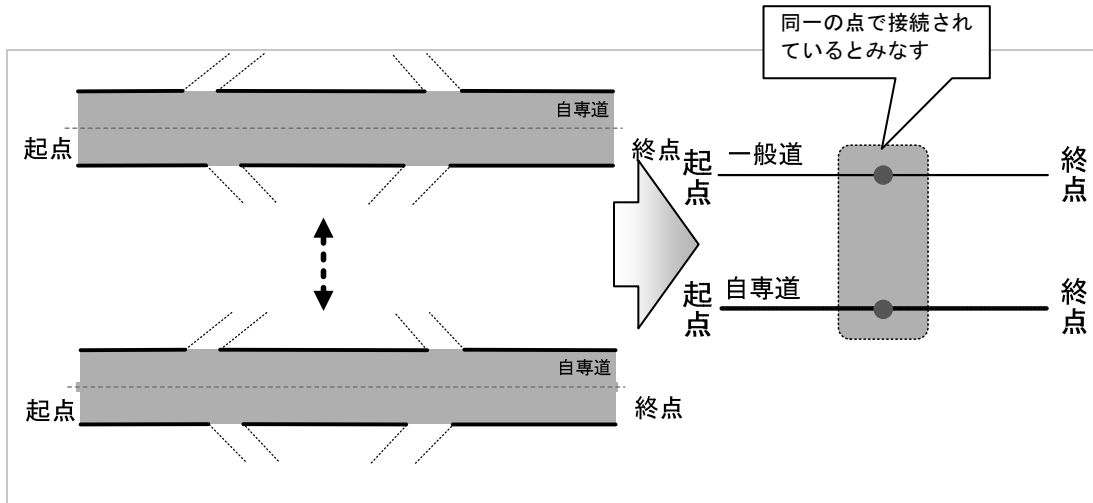 同一の点で接続され
ているとみなす
自専道
起点
終点
起点
一般道
終点
起点
自専道
終点
自専道
起点
終点